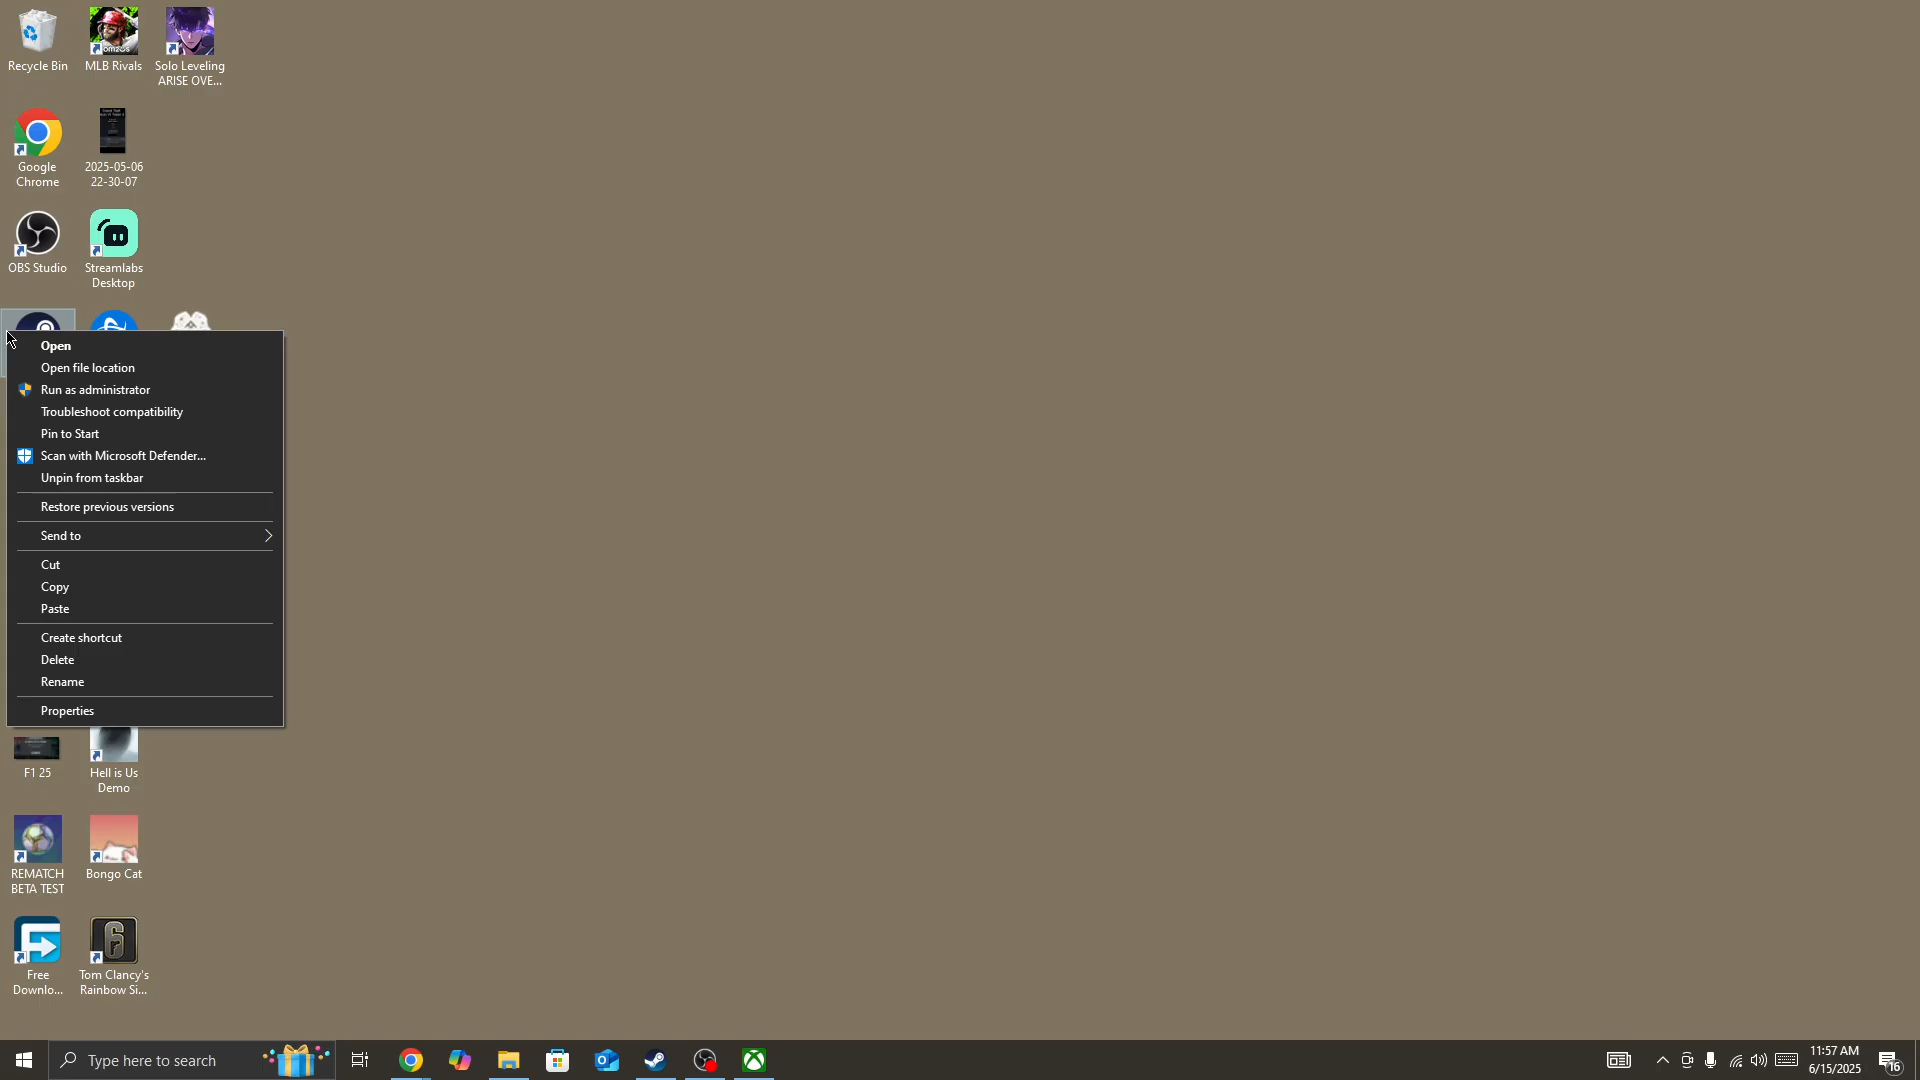 Recycle Bin
MLB Rivals
Solo Leveling
ARISE OVE...
Google
Chrome
2025-05-06
22-30-07
OBS Studio
Streamlabs
Desktop
Open
Open file location
Run as administrator
Troubleshoot compatibility
Pin to Start
Scan with Microsoft Defender...
Unpin from taskbar
Restore previous versions
Send to
Cut
Copy
Paste
Create shortcut
Delete
Rename
Properties
F1 25
Hell is Us
Demo
REMATCH
BETA TEST
Bongo Cat
Free
Downlo...
Tom Clancy's
Rainbow Si...
Type here to search
11:57 AM
6/15/2025
16